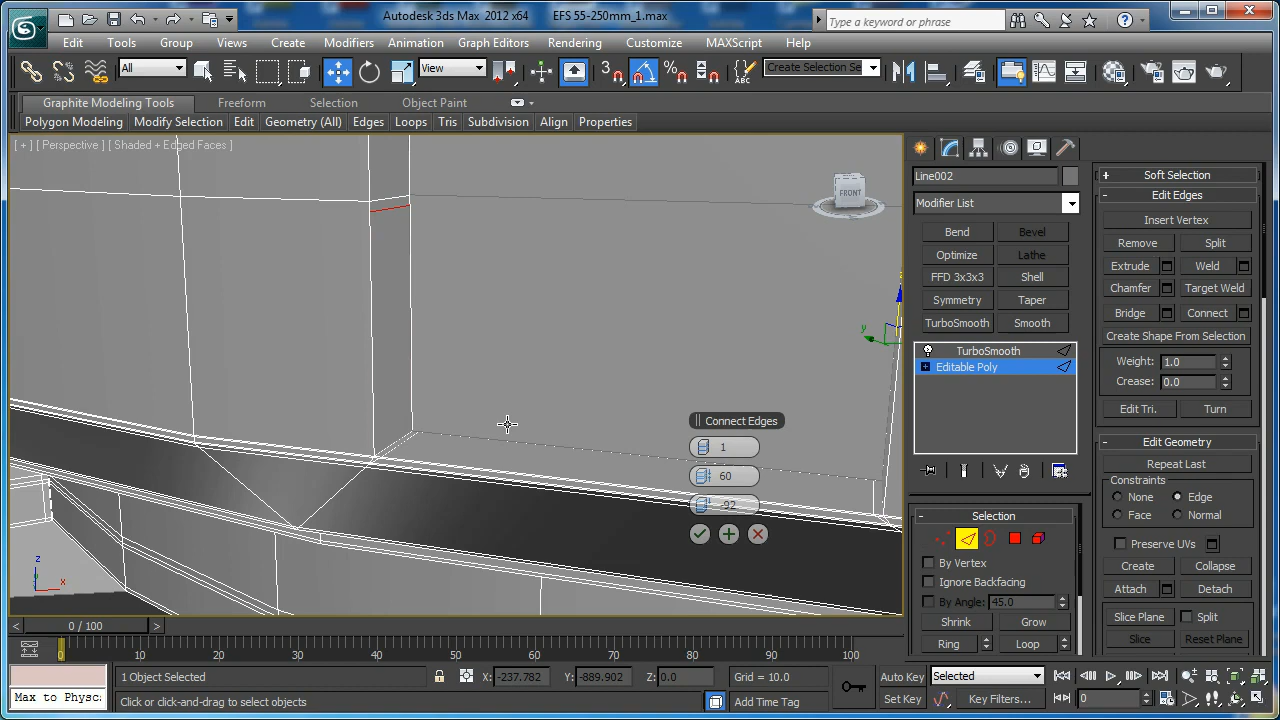 Autodesk 3ds Max 2012 x64 EFS 55-250mm_1.max
Type a keyword or phrase
Edit Tools Group Views Create Modifiers Animation Graph Editors Rendering Customize MAXScript Help
All View 3 Create Selection Se
Graphite Modeling Tools Freeform Selection Object Paint
Polygon Modeling Modify Selection Edit Geometry (All) Edges Loops Tris Subdivision Align Properties
[ + ] [ Perspective ] [ Shaded + Edged Faces ]
FRONT
y
z
x
Connect Edges
1
60
-92
Line002
Modifier List
Bend Bevel
Optimize Lathe
FFD 3x3x3 Shell
Symmetry Taper
TurboSmooth Smooth
TurboSmooth
Editable Poly
- Selection
By Vertex
Ignore Backfacing
By Angle: 45.0
Shrink Grow
Ring Loop
+ Soft Selection
- Edit Edges
Insert Vertex
Remove Split
Extrude Weld
Chamfer Target Weld
Bridge Connect
Create Shape From Selection
Weight: 1.0
Crease: 0.0
Edit Tri. Turn
- Edit Geometry
Repeat Last
Constraints
None Edge
Face Normal
Preserve UVs
Create Collapse
Attach Detach
Slice Plane Split
Slice Reset Plane
< 0 / 100 >
0 10 20 30 40 50 60 70 80 90 100
1 Object Selected X: -237.782 Y: -889.902 Z: 0.0 Grid = 10.0 Auto Key Selected
Max to Physc
Click or click-and-drag to select objects Add Time Tag Set Key Key Filters... 0